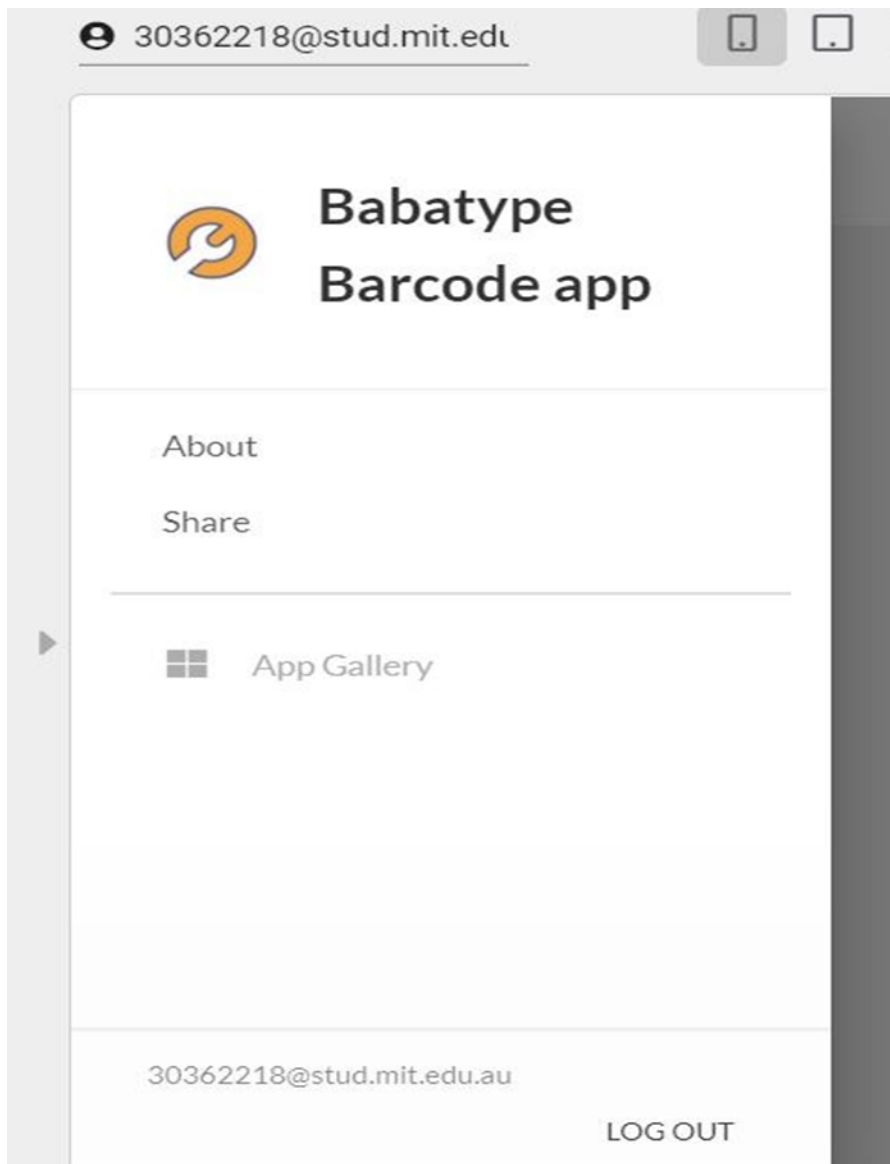 30362218@stud.mit.edu
Babatype
Barcode app
About
Share
App Gallery
30362218@stud.mit.edu.au
LOG OUT